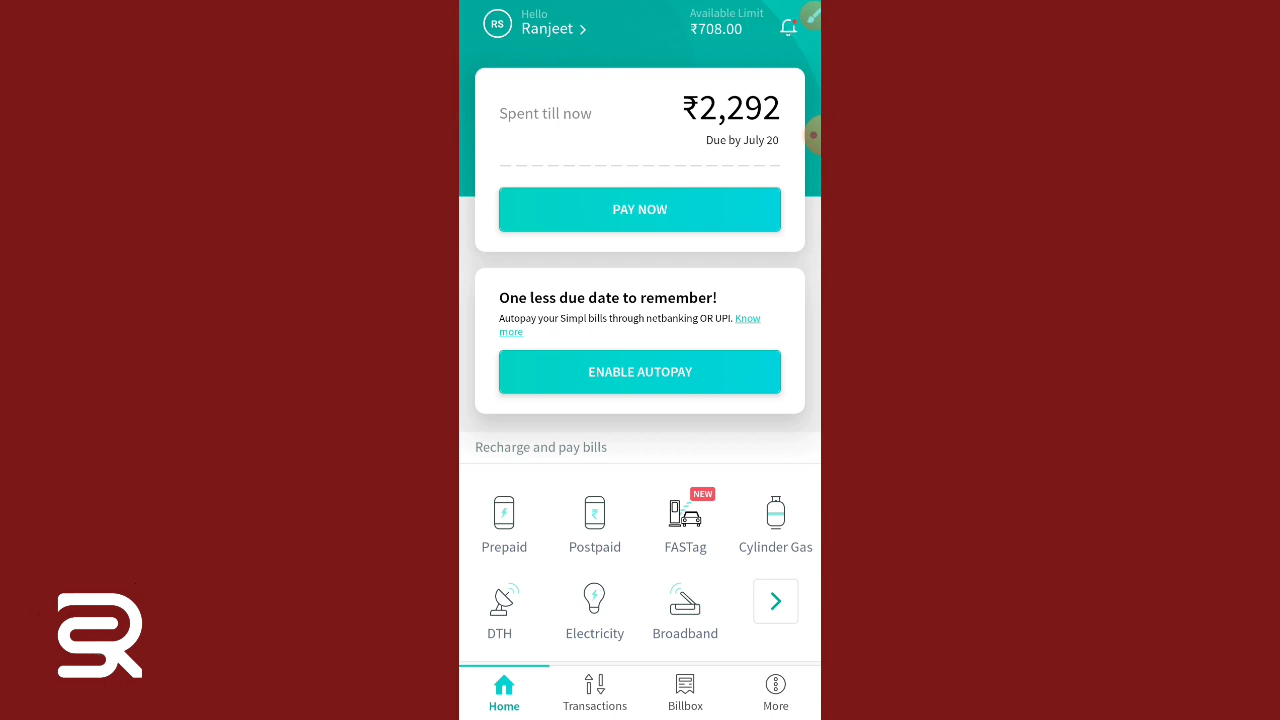 RS
Hello
Ranjeet
Available Limit
₹708.00
Spent till now
₹2,292
Due by July 20
PAY NOW
One less due date to remember!
Autopay your Simpl bills through netbanking OR UPI. Know
more
ENABLE AUTOPAY
Recharge and pay bills
NEW
Prepaid
Postpaid
FASTag
Cylinder Gas
DTH
Electricity
Broadband
Home
Transactions
Billbox
More